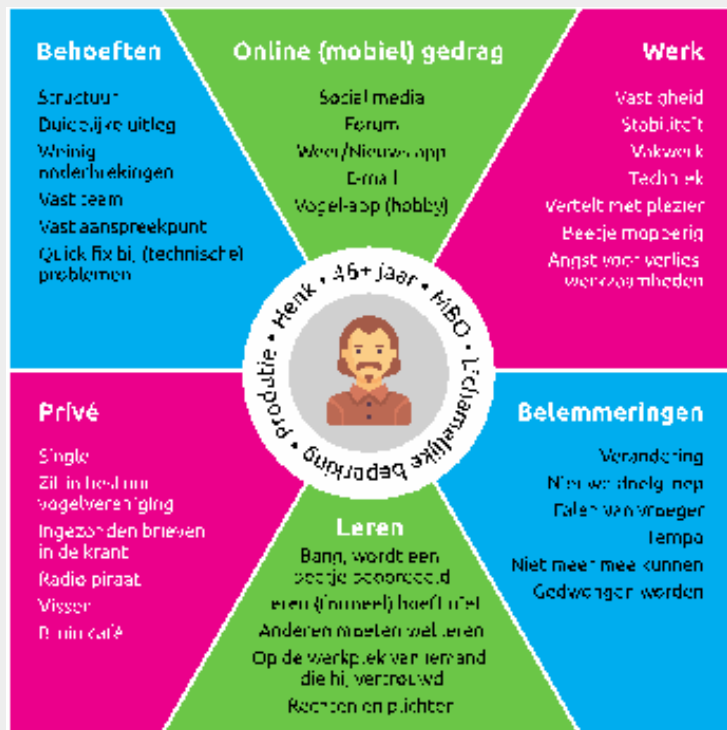 Behoeften
Structuur
Duidelijke uitleg
Weinig
onderbrekingen
Vast team
Vast aanspreekpunt
Quick fix bij (technische)
problemen
Online (mobiel) gedrag
Social media
Forum
Weer/Nieuws app
E-mail
Vogel-app (hobby)
Werk
Vastigheid
Stabiliteit
Vakwerk
Techniek
Vertelt met plezier
Beetje mopperig
Angst voor verlies
werkzaamheden
Henk • 46+ jaar • MBO • Lichamelijke beperking • Produtie •
Privé
Single
Zit in bestuur
vogelvereniging
Ingezonden brieven
in de krant
Radio piraat
Vissen
Bruin café
Leren
Bang, wordt een
beetje beoordeeld
Leren (formeel) hoeft niet
Anderen moeten wel leren
Op de werkplek van iemand
die hij vertrouwd
Rechten en plichten
Belemmeringen
Verandering
Nieuwe doelgroep
Falen van vroeger
Tempo
Niet meer mee kunnen
Gedwongen worden